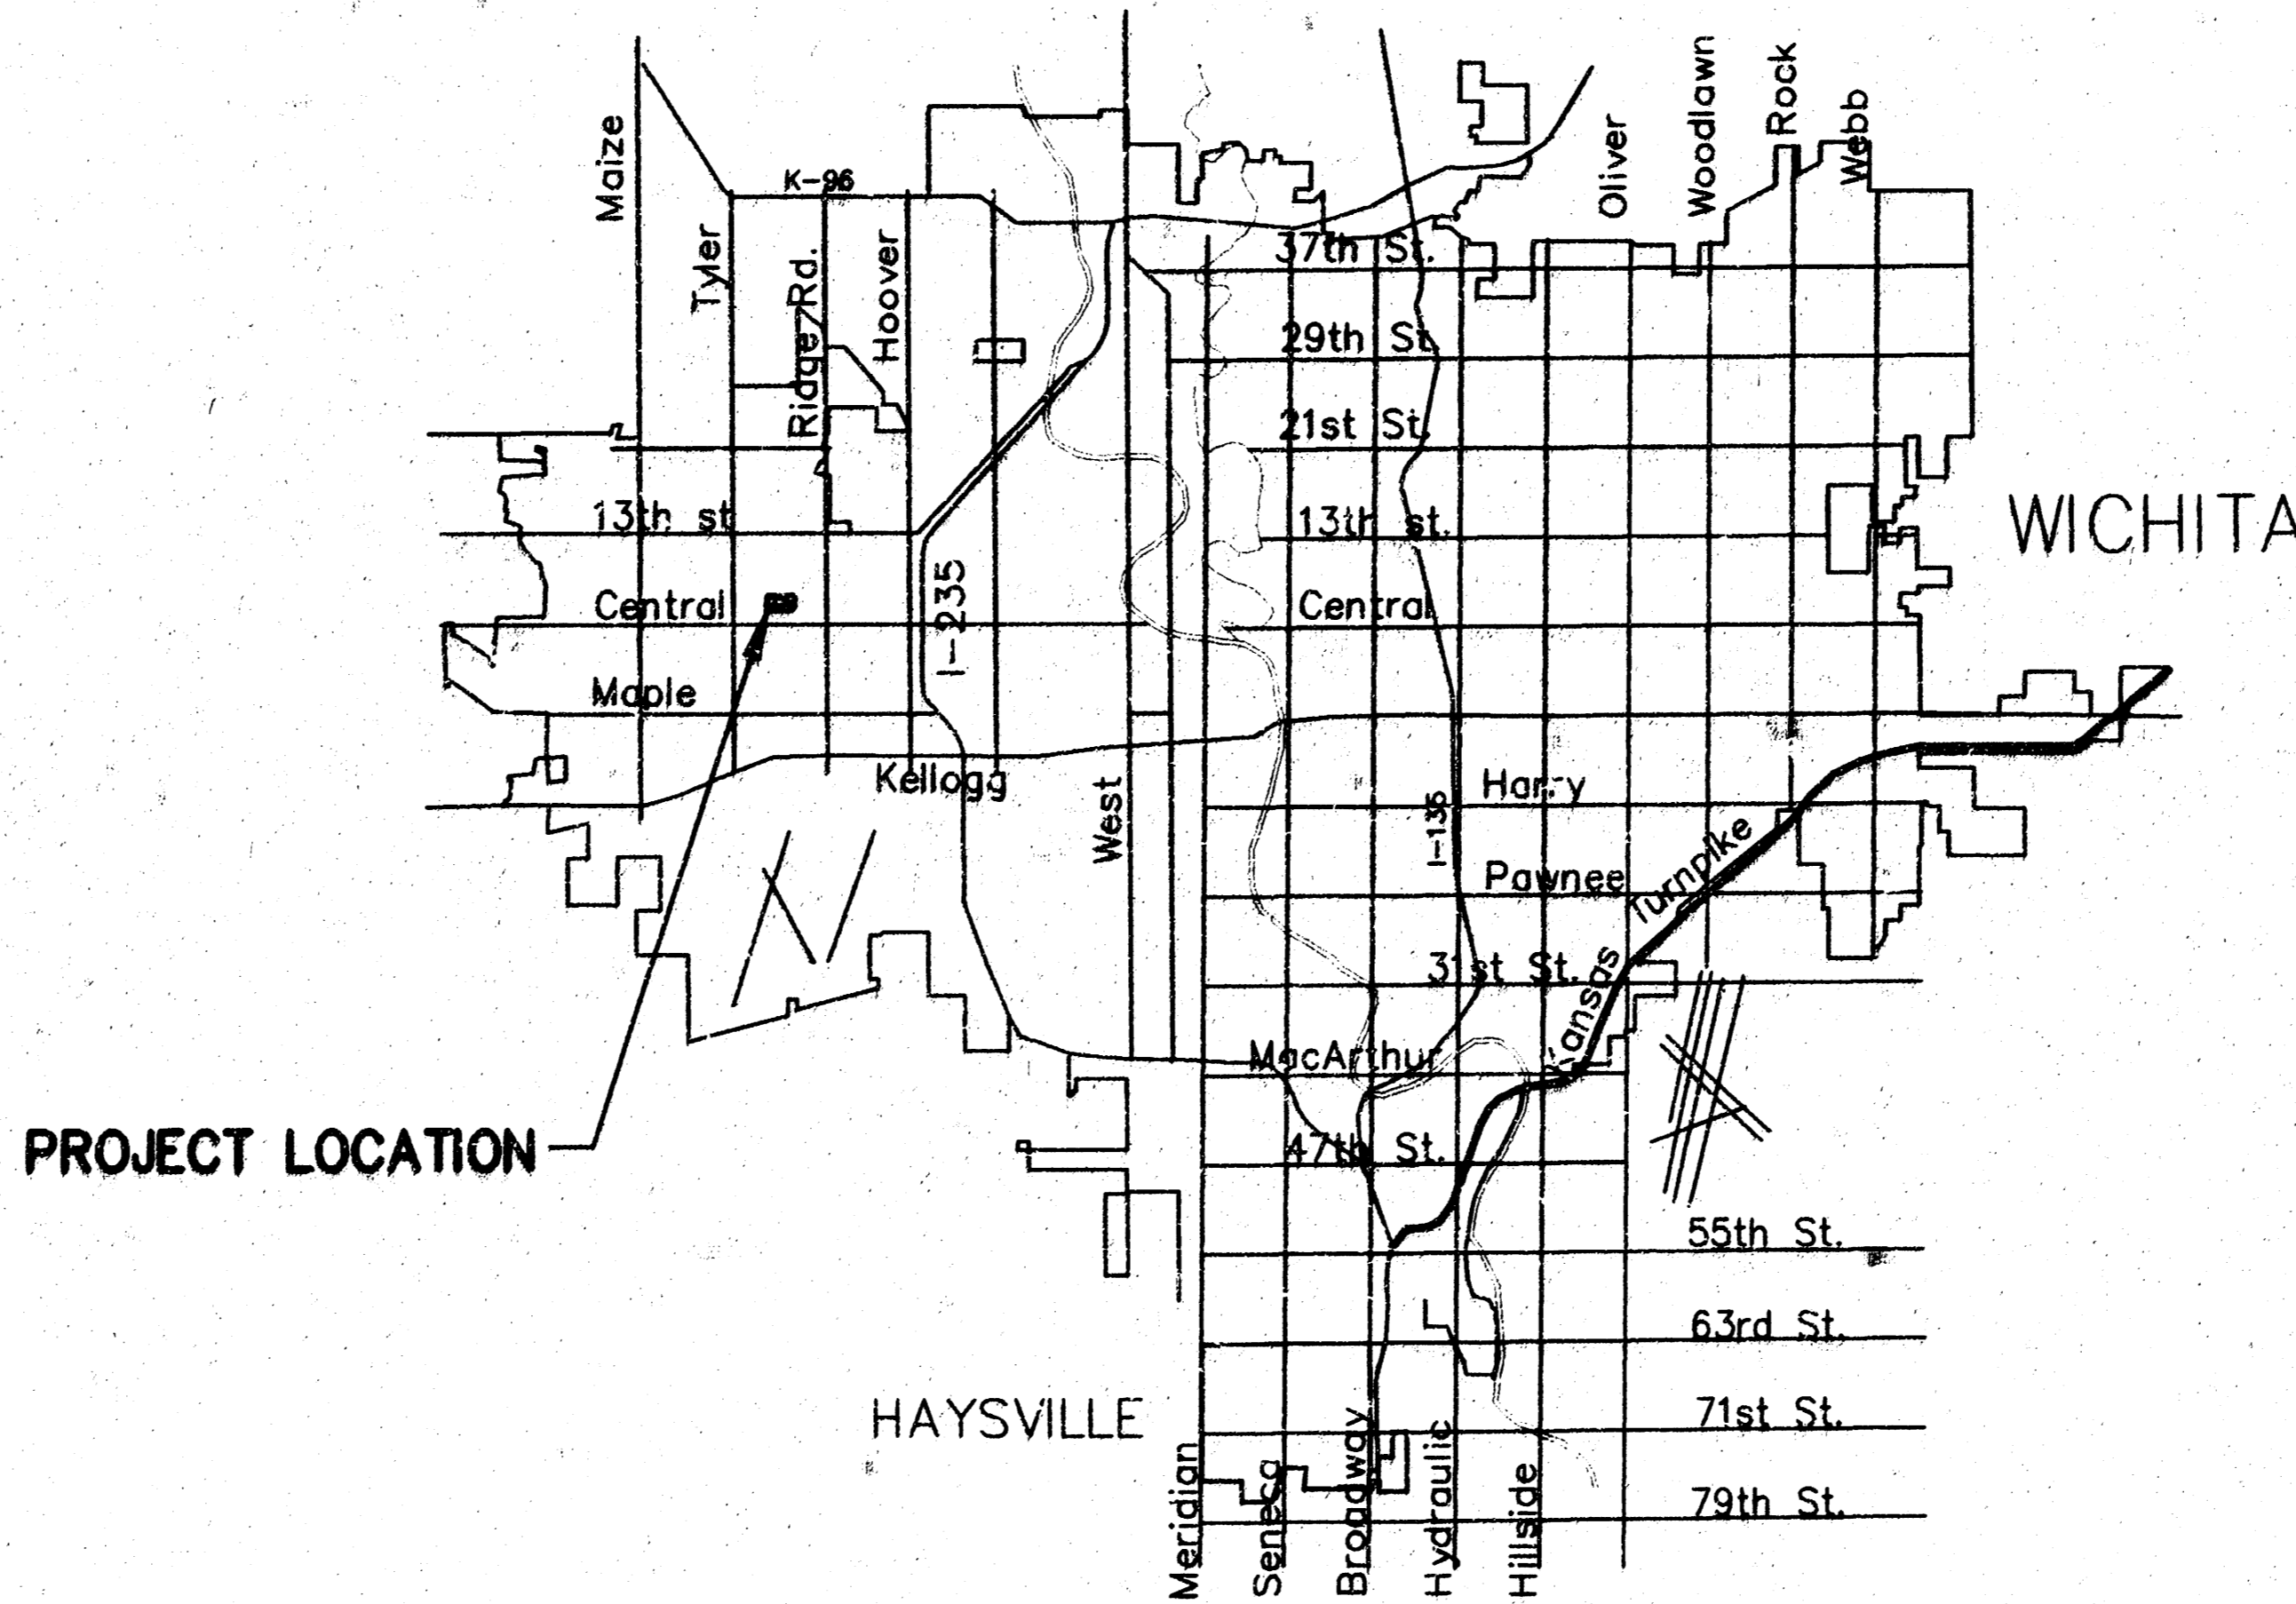 Maize
Tyler
K-96
Ridge Rd.
Hoover
Oliver
Woodlawn
Rock
Webb
37th St.
29th St.
21st St.
13th st
13th st.
WICHITA
Central
Central
I-235
Maple
Kellogg
West
Harry
I-135
Pawnee
Kansas Turnpike
31st St.
MacArthur
PROJECT LOCATION
47th St.
55th St.
63rd St.
HAYSVILLE
71st St.
79th St.
Meridian
Seneca
Broadway
Hydraulic
Hillside